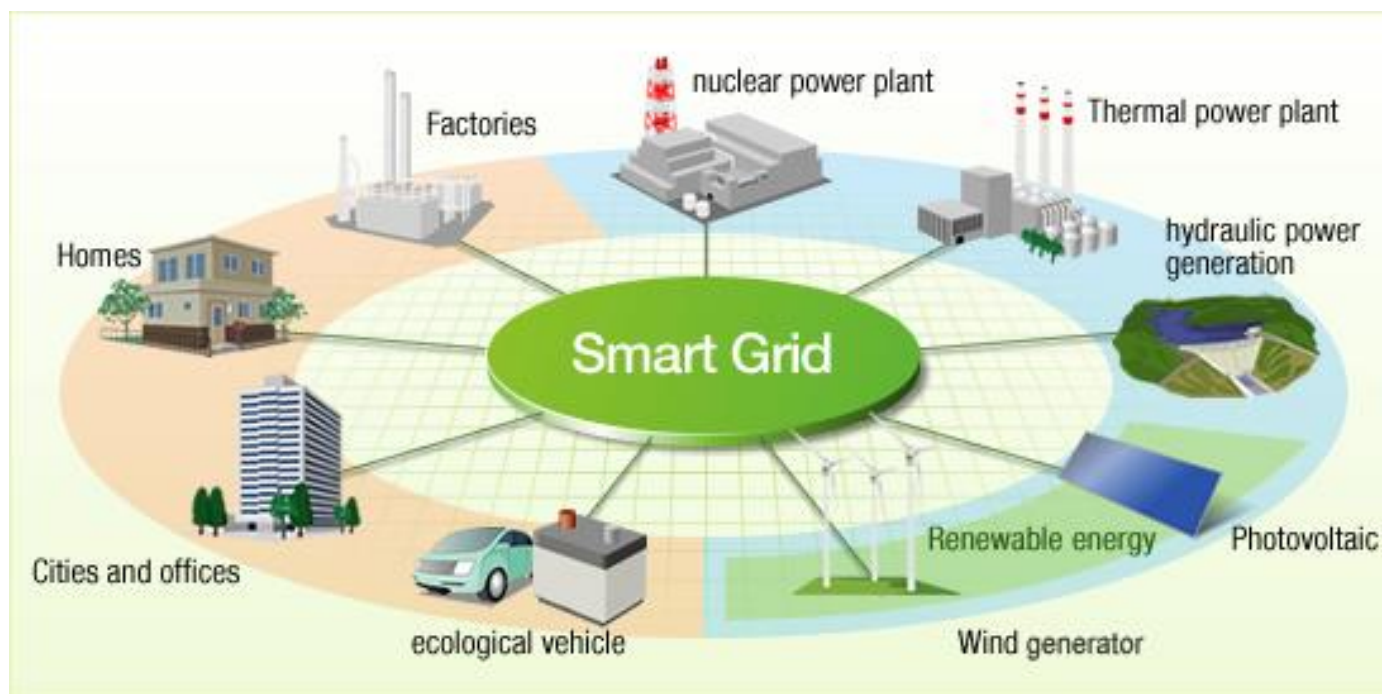 nuclear power plant
Factories
Thermal power plant
Homes
hydraulic power
generation
Smart Grid
Renewable energy
Photovoltaic
Cities and offices
ecological vehicle
Wind generator